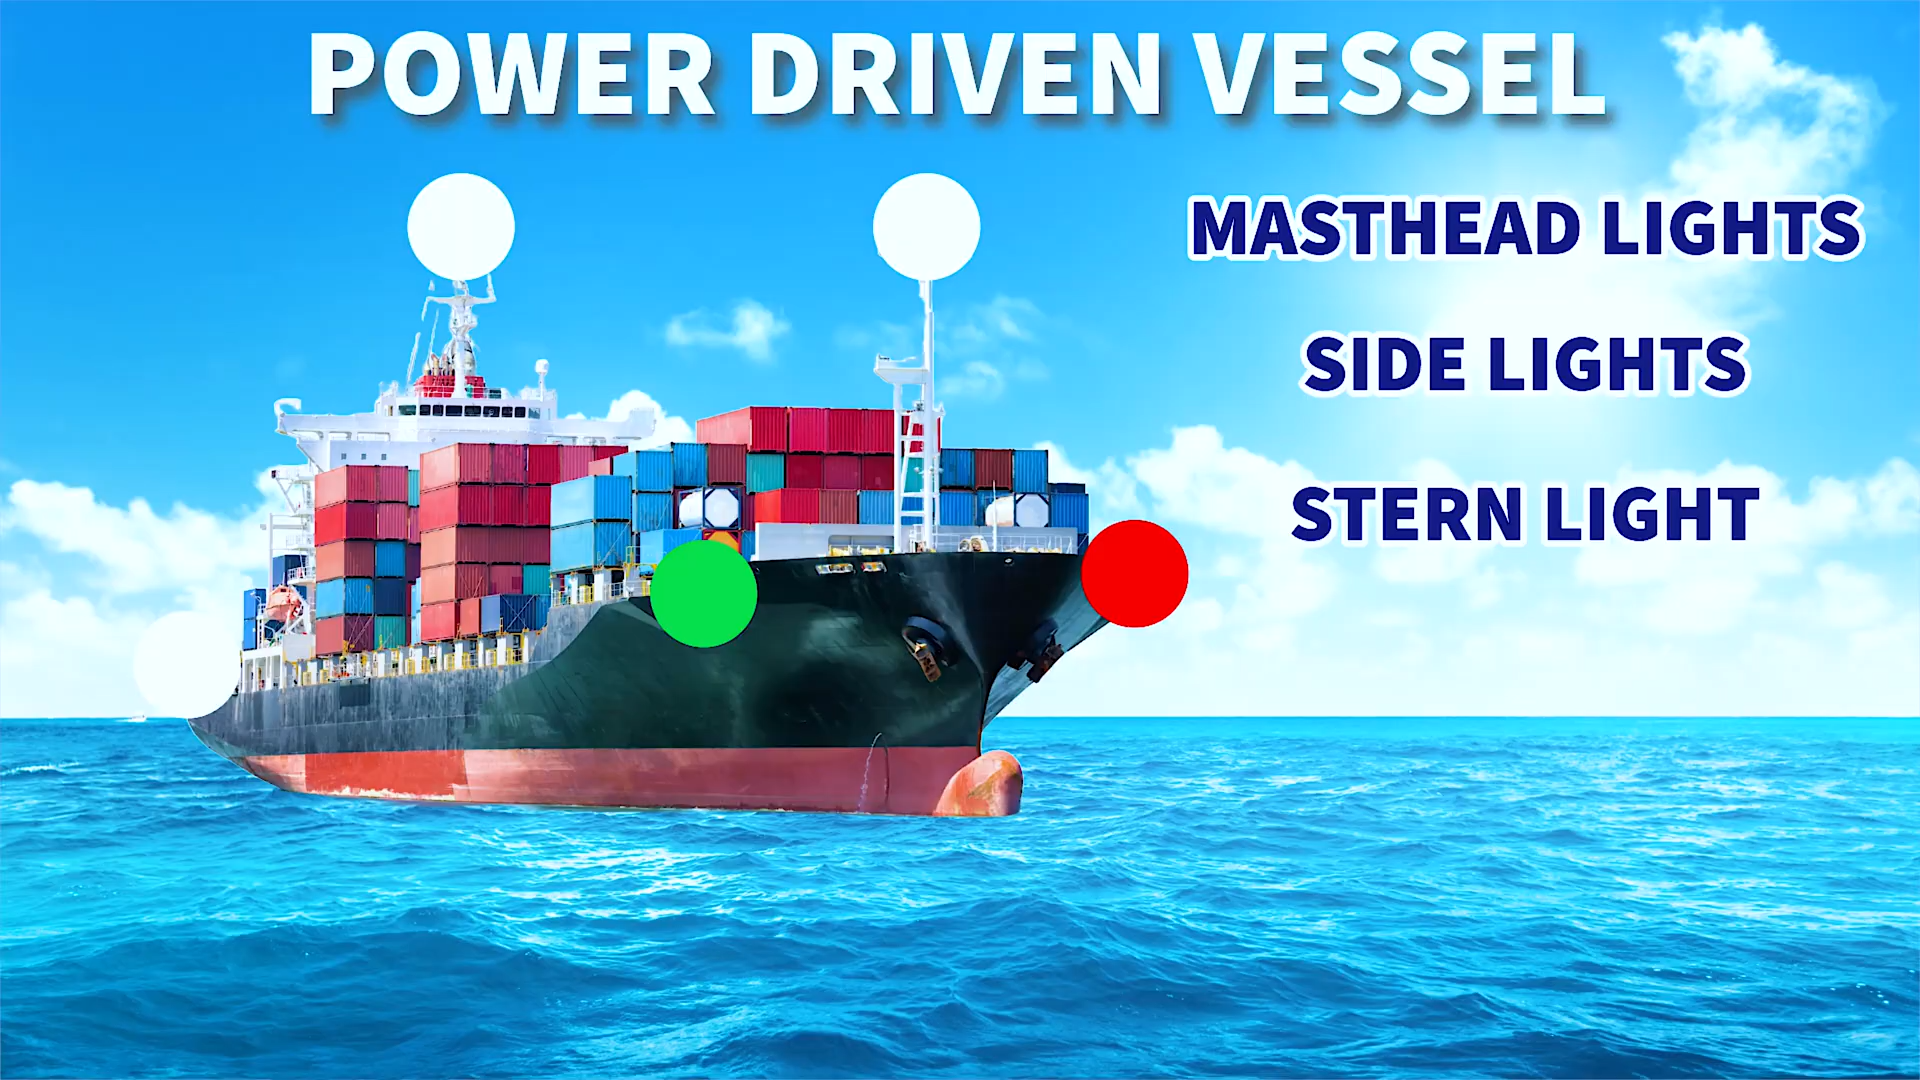 POWER DRIVEN VESSEL
MASTHEAD LIGHTS
SIDE LIGHTS
STERN LIGHT